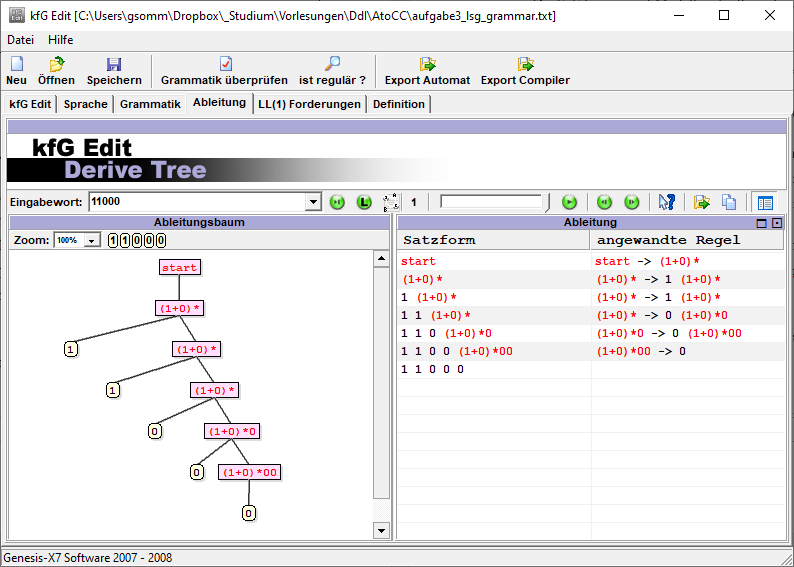 kfG Edit [C:\Users\gsomm\Dropbox\_Studium\Vorlesungen\Ddl\AtoCC\aufgabe3_lsg_grammar.txt]
Datei Hilfe
Neu Öffnen Speichern Grammatik überprüfen ist regulär ? Export Automat Export Compiler
kfG Edit Sprache Grammatik Ableitung LL(1) Forderungen Definition
kfG Edit
Derive Tree
Eingabewort: 11000 L 1
Ableitungsbaum
Zoom: 100% 1 1 0 0 0
start
(1+0)*
1 (1+0)*
1 (1+0)*
0 (1+0)*0
0 (1+0)*00
0
Ableitung
Satzform angewandte Regel
start start -> (1+0)*
(1+0)* (1+0)* -> 1 (1+0)*
1 (1+0)* (1+0)* -> 1 (1+0)*
1 1 (1+0)* (1+0)* -> 0 (1+0)*0
1 1 0 (1+0)*0 (1+0)*0 -> 0 (1+0)*00
1 1 0 0 (1+0)*00 (1+0)*00 -> 0
1 1 0 0 0
Genesis-X7 Software 2007 - 2008